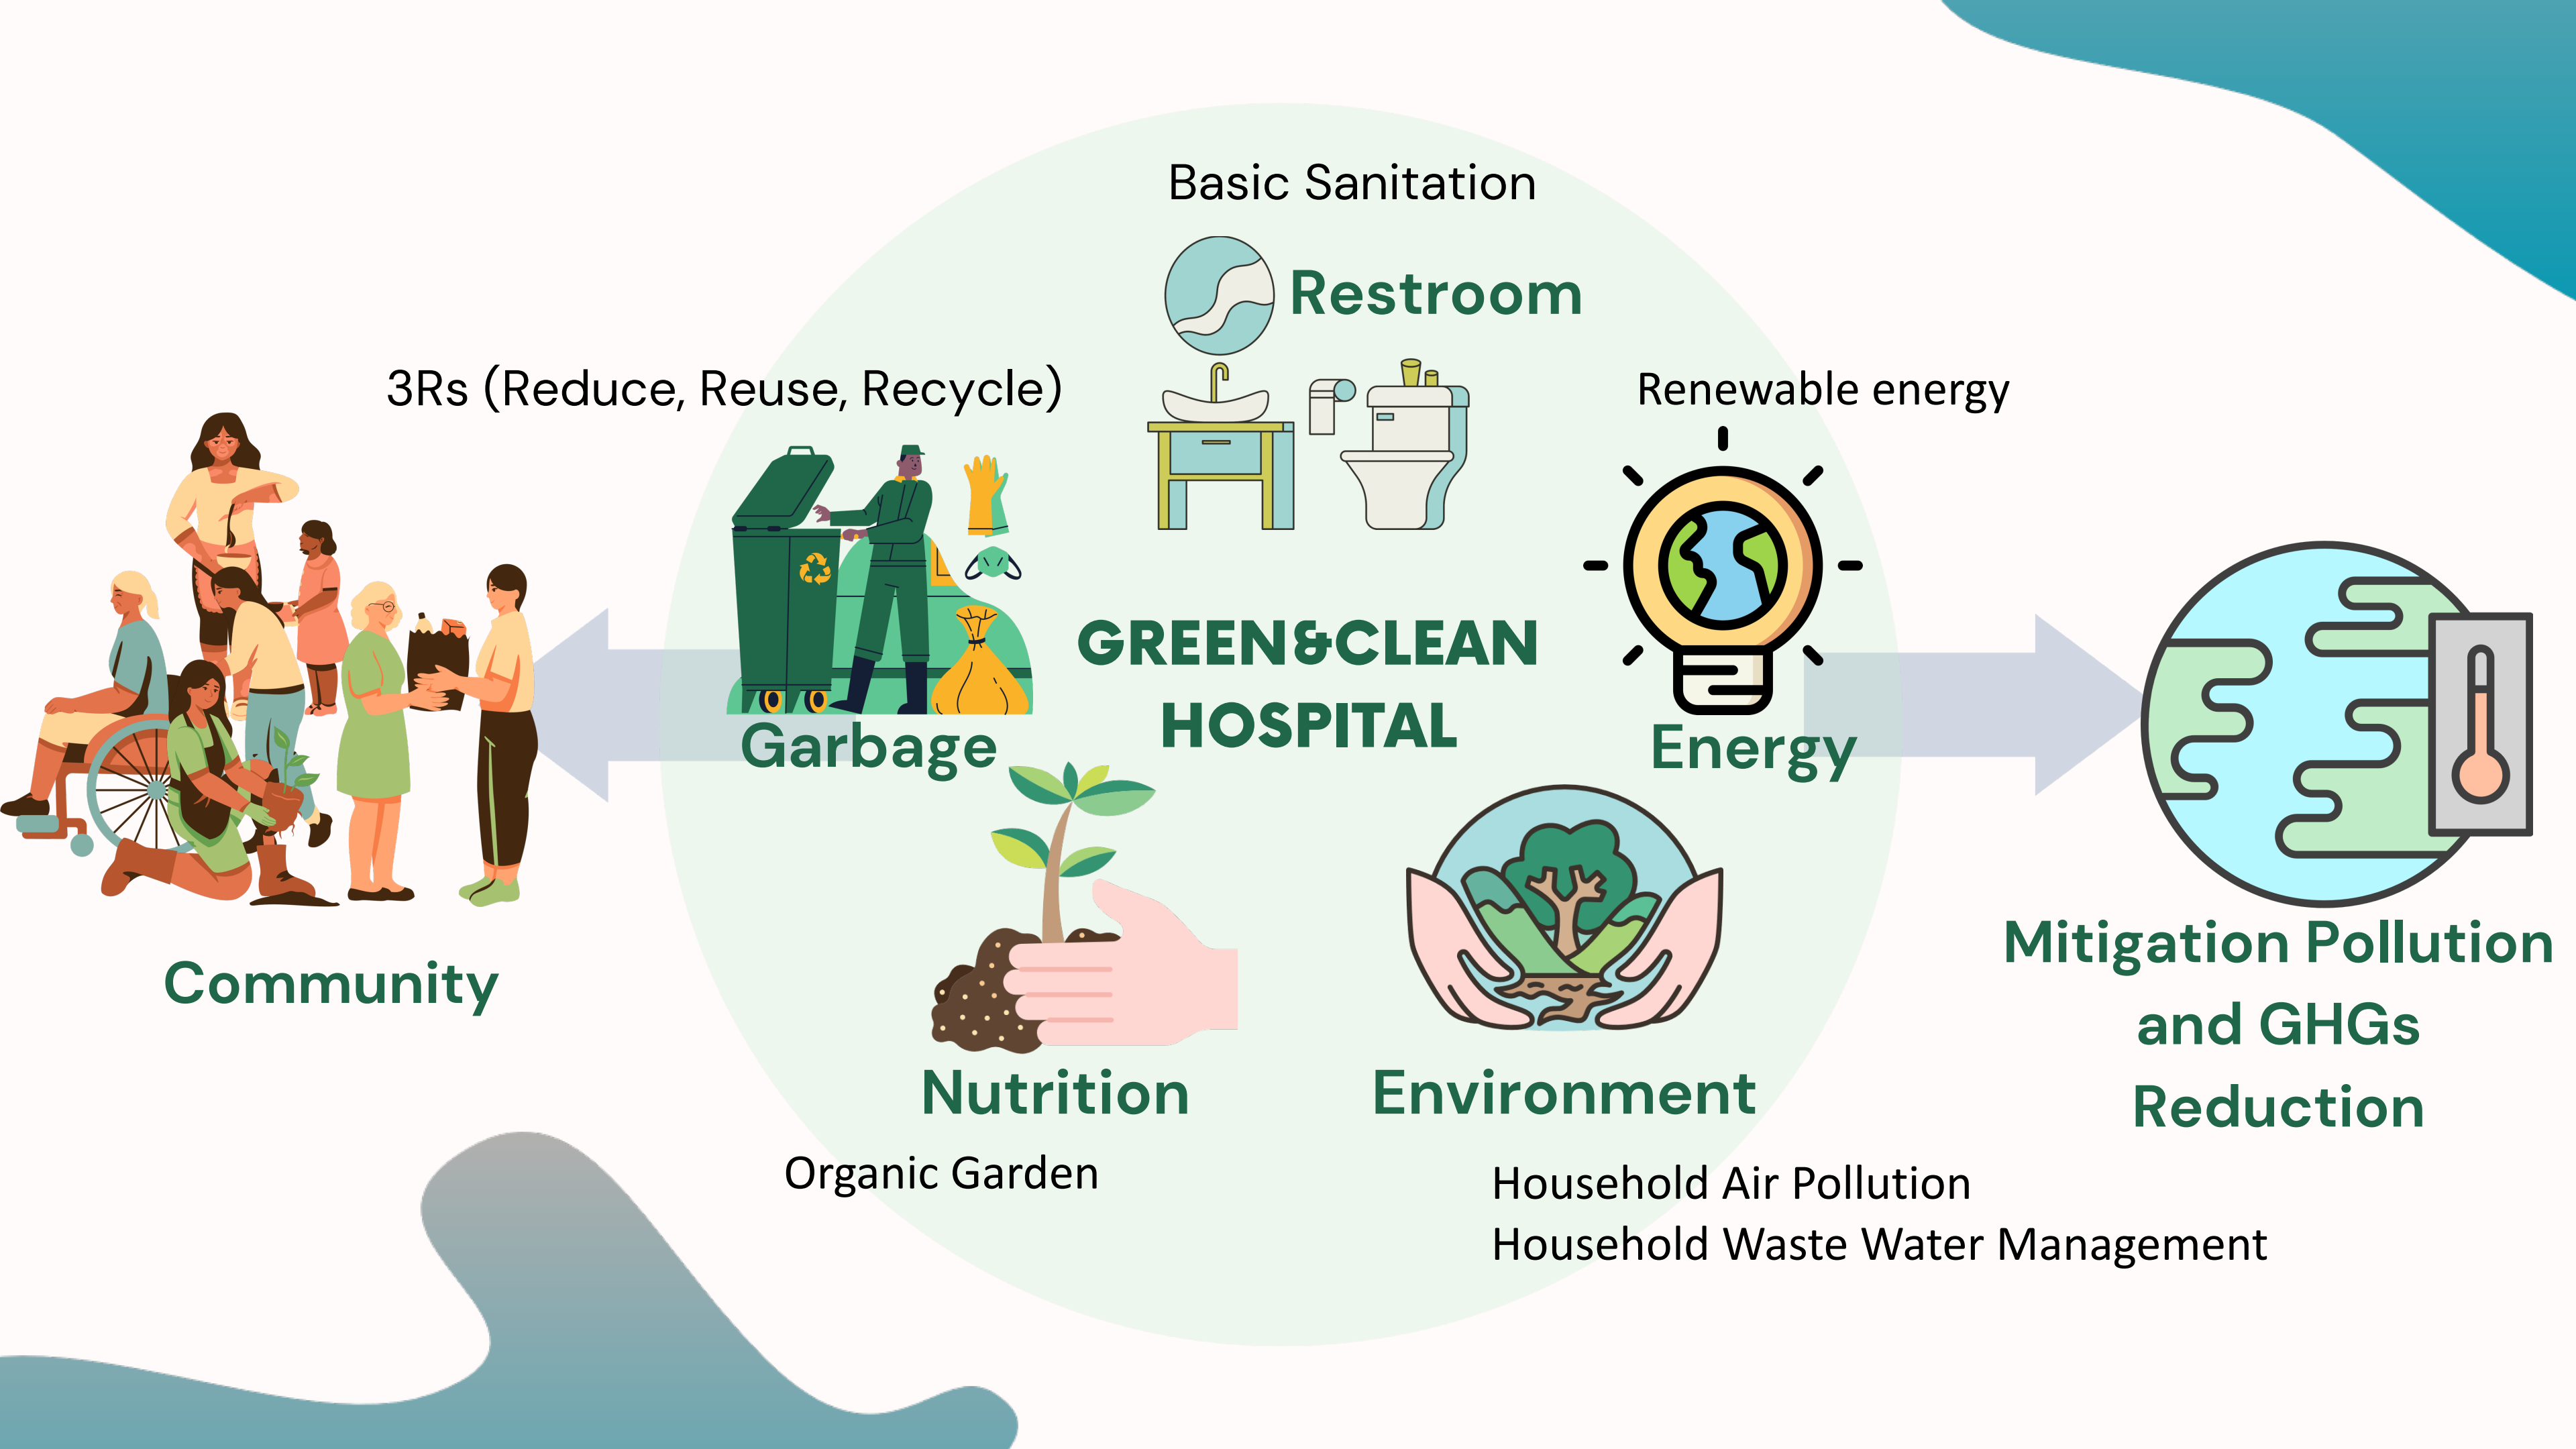 Basic Sanitation
Restroom
3Rs (Reduce, Reuse, Recycle)
Renewable energy
GREEN&CLEAN
HOSPITAL
Garbage
Energy
Community
Mitigation Pollution
and GHGs
Reduction
Nutrition
Environment
Organic Garden
Household Air Pollution
Household Waste Water Management